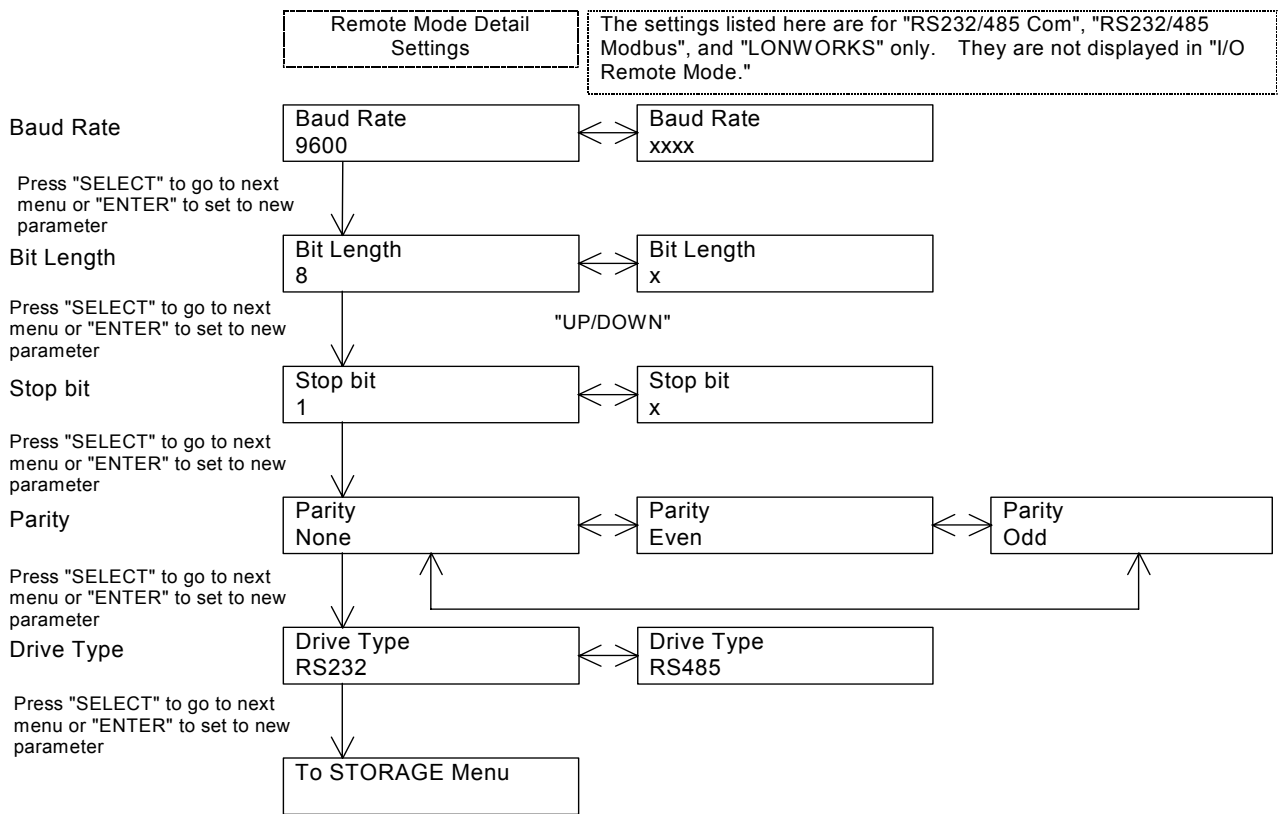 Remote Mode Detail
Settings
The settings listed here are for "RS232/485 Com", "RS232/485
Modbus", and "LONWORKS" only. They are not displayed in "I/O
Remote Mode."
Baud Rate
Baud Rate
9600
Baud Rate
xxxx
Press "SELECT" to go to next
menu or "ENTER" to set to new
parameter
Bit Length
Bit Length
8
Bit Length
x
Press "SELECT" to go to next
menu or "ENTER" to set to new
parameter
"UP/DOWN"
Stop bit
Stop bit
1
Stop bit
x
Press "SELECT" to go to next
menu or "ENTER" to set to new
parameter
Parity
Parity
None
Parity
Even
Parity
Odd
Press "SELECT" to go to next
menu or "ENTER" to set to new
parameter
Drive Type
Drive Type
RS232
Drive Type
RS485
Press "SELECT" to go to next
menu or "ENTER" to set to new
parameter
To STORAGE Menu